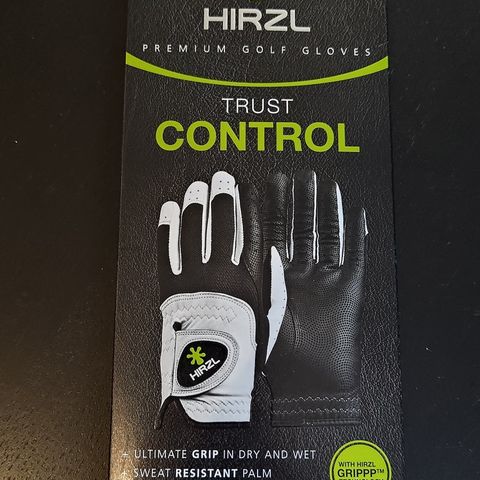 HIRZL
PREMIUM GOLF GLOVES
TRUST
CONTROL
HIRZL
+ ULTIMATE GRIP IN DRY AND WET
+ SWEAT RESISTANT PALM
WITH HIRZL
GRIPPP™